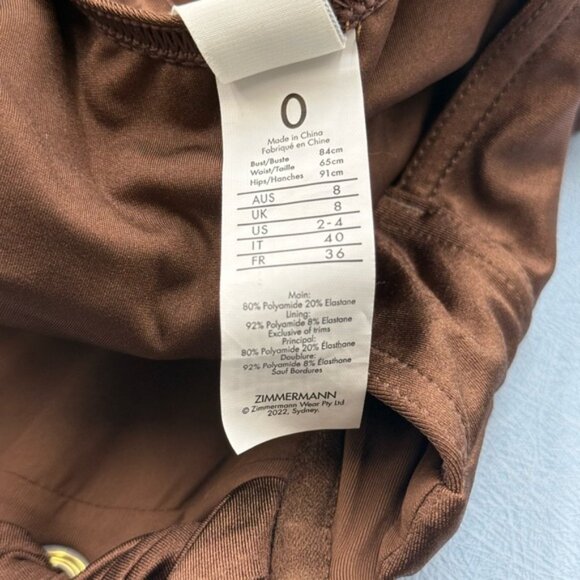 0
Made in China
Fabriqué en Chine
Bust/Buste 84cm
Waist/Taille 65cm
Hips/Hanches 91cm
AUS 8
UK 8
US 2-4
IT 40
FR 36
Main:
80% Polyamide 20% Elastane
Lining:
92% Polyamide 8% Elastane
Exclusive of trims
Principal:
80% Polyamide 20% Élasthane
Doublure:
92% Polyamide 8% Élasthane
Sauf Bordures
ZIMMERMANN
© Zimmermann Wear Pty Ltd
2022, Sydney.